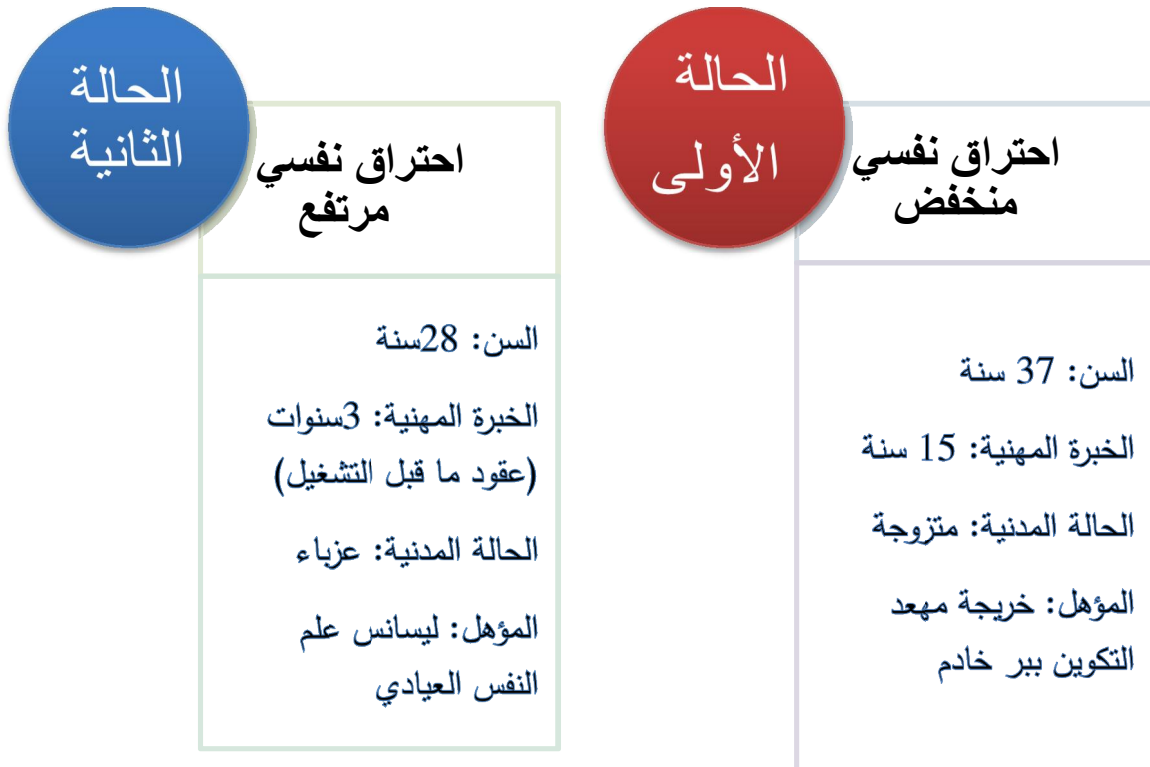 الحالة
الأولى
احتراق نفسي
منخفض
السن: 37 سنة
الخبرة المهنية: 15 سنة
الحالة المدنية: متزوجة
المؤهل: خريجة مهعد
التكوين ببر خادم
الحالة
الثانية
احتراق نفسي
مرتفع
السن: 28سنة
الخبرة المهنية: 3سنوات
(عقود ما قبل التشغيل)
الحالة المدنية: عزباء
المؤهل: ليسانس علم
النفس العيادي